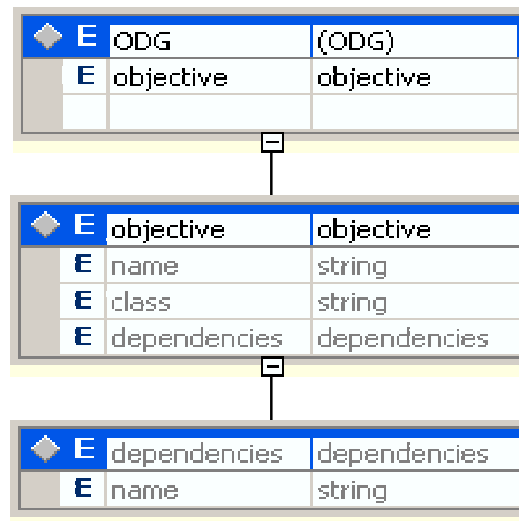 E ODG (ODG)
E objective objective
E objective objective
E name string
E class string
E dependencies dependencies
E dependencies dependencies
E name string